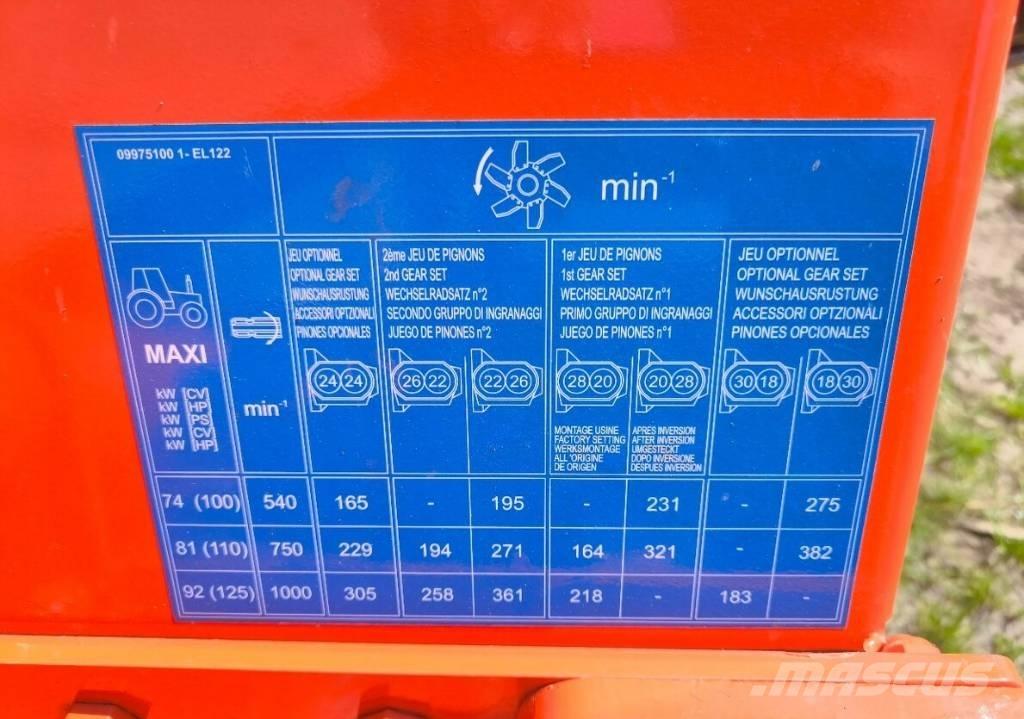 09975100 1- EL122
min-1
JEU OPTIONNEL
OPTIONAL GEAR SET
WUNSCHAUSRUSTUNG
ACCESSORI OPTZIONALI
PINONES OPCIONALES
2ème JEU DE PIGNONS
2nd GEAR SET
WECHSELRADSATZ n°2
SECONDO GRUPPO DI INGRANAGGI
JUEGO DE PINONES n°2
1er JEU DE PIGNONS
1st GEAR SET
WECHSELRADSATZ n°1
PRIMO GRUPPO DI INGRANAGGI
JUEGO DE PINONES n°1
JEU OPTIONNEL
OPTIONAL GEAR SET
WUNSCHAUSRUSTUNG
ACCESSORI OPTZIONALI
PINONES OPCIONALES
MAXI
kW [CV]
kW [HP]
kW [PS]
kW [CV]
kW [HP]
min-1
24 24
26 22
22 26
28 20
20 28
30 18
18 30
MONTAGE USINE
FACTORY SETTING
WERKSMONTAGE
ALL'ORIGINE
DE ORIGEN
APRES INVERSION
AFTER INVERSION
UMGESTECKT
DOPO INVERSIONE
DESPUES INVERSION
74 (100) 540 165 - 195 - 231 - 275
81 (110) 750 229 194 271 164 321 - 382
92 (125) 1000 305 258 361 218 - 183 -
MASCUS